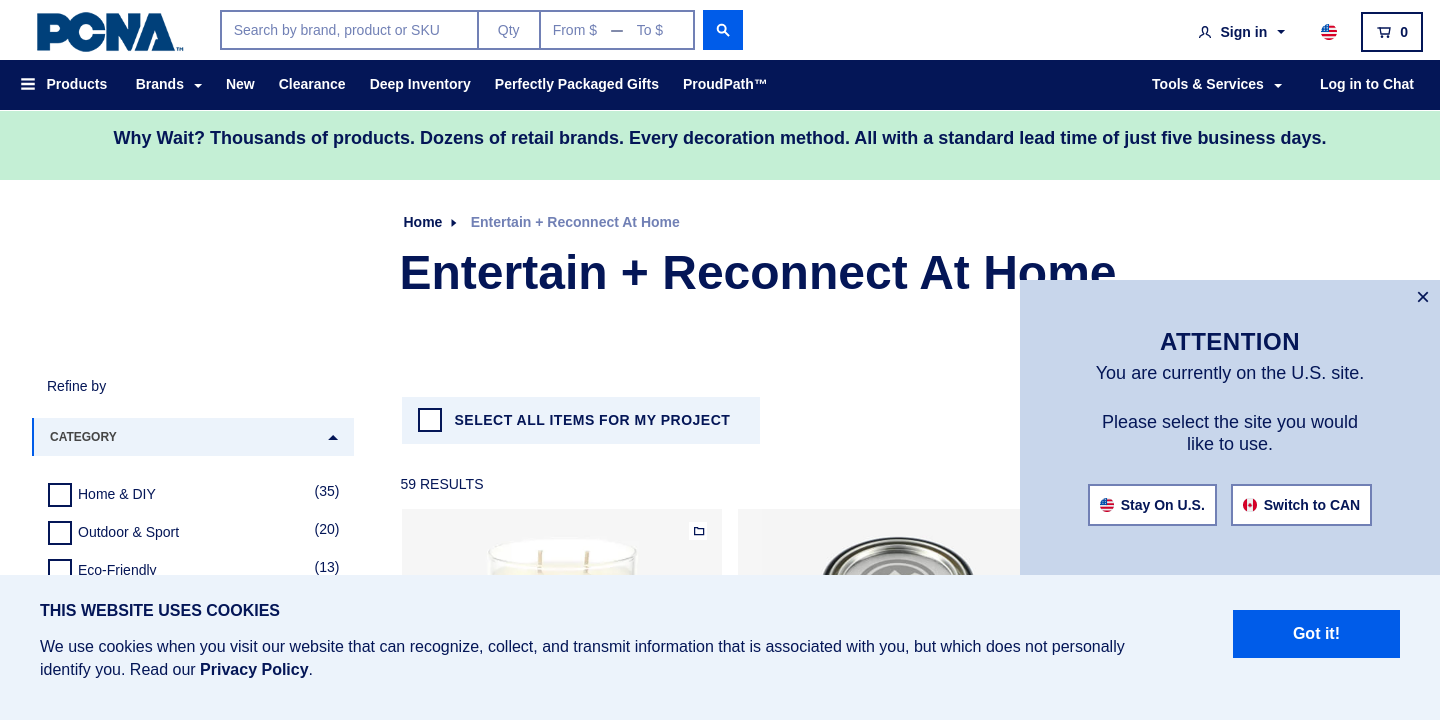 PCNA™
Search by brand, product or SKU
Qty
From $ — To $
Sign in
0
Products
Brands
New
Clearance
Deep Inventory
Perfectly Packaged Gifts
ProudPath™
Tools & Services
Log in to Chat
Why Wait? Thousands of products. Dozens of retail brands. Every decoration method. All with a standard lead time of just five business days.
Home
Entertain + Reconnect At Home
Entertain + Reconnect At Home
ATTENTION
You are currently on the U.S. site.
Please select the site you would
like to use.
Stay On U.S.
Switch to CAN
Refine by
CATEGORY
Home & DIY (35)
Outdoor & Sport (20)
Eco-Friendly (13)
SELECT ALL ITEMS FOR MY PROJECT
59 RESULTS
THIS WEBSITE USES COOKIES
We use cookies when you visit our website that can recognize, collect, and transmit information that is associated with you, but which does not personally
identify you. Read our Privacy Policy.
Got it!